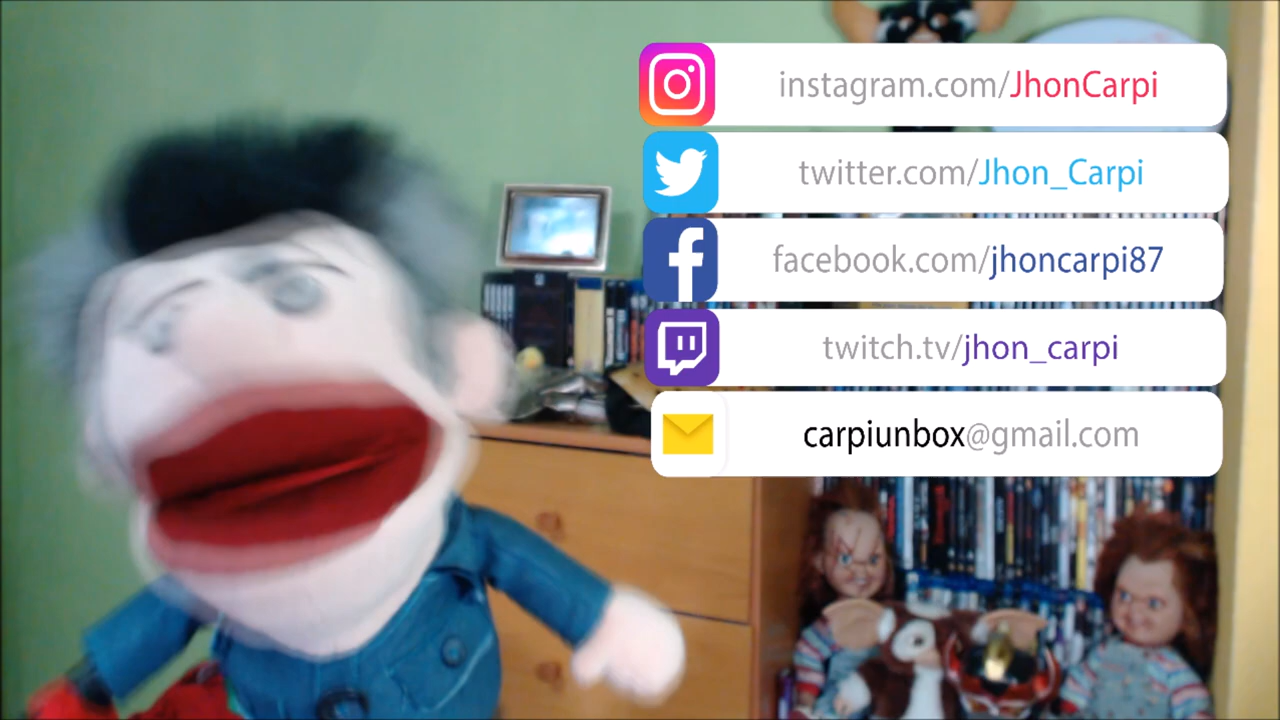 instagram.com/JhonCarpi
twitter.com/Jhon_Carpi
facebook.com/jhoncarpi87
twitch.tv/jhon_carpi
carpiunbox@gmail.com